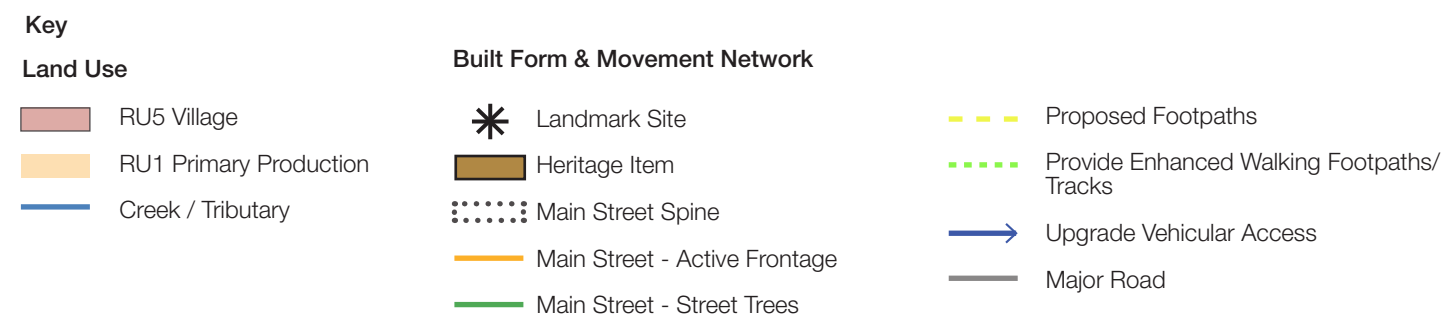 Key
Land Use
RU5 Village
RU1 Primary Production
Creek / Tributary
Built Form & Movement Network
Landmark Site
Heritage Item
Main Street Spine
Main Street - Active Frontage
Main Street - Street Trees
Proposed Footpaths
Provide Enhanced Walking Footpaths/
Tracks
Upgrade Vehicular Access
Major Road